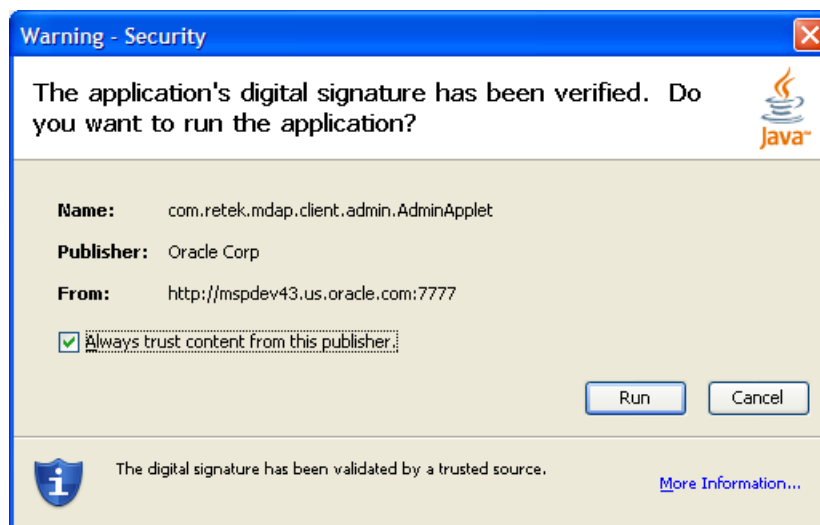 Warning - Security
The application's digital signature has been verified. Do
you want to run the application?
Java™
Name: com.retek.mdap.client.admin.AdminApplet
Publisher: Oracle Corp
From: http://mspdev43.us.oracle.com:7777
Always trust content from this publisher.
Run Cancel
The digital signature has been validated by a trusted source.
More Information...